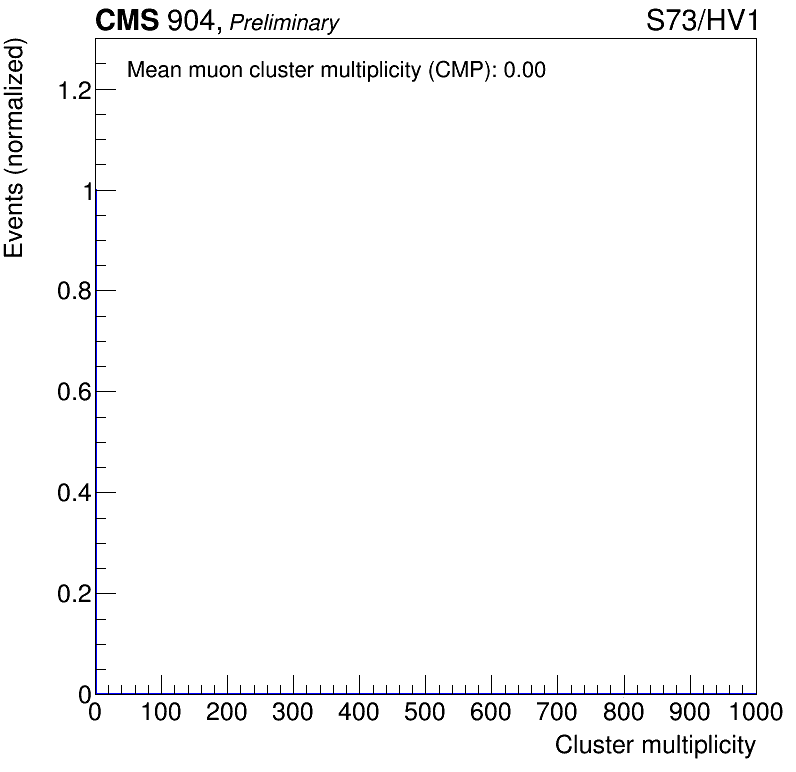 CMS 904, Preliminary S73/HV1
Mean muon cluster multiplicity (CMP): 0.00
Events (normalized)
1.2
1
0.8
0.6
0.4
0.2
0
0 100 200 300 400 500 600 700 800 900 1000
Cluster multiplicity